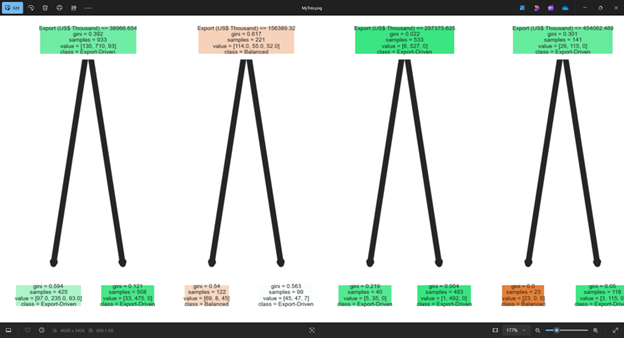 Edit
MyTree.png
Export (US$ Thousand) <= 38966.654
gini = 0.392
samples = 933
value = [130, 710, 93]
class = Export-Driven
Export (US$ Thousand) <= 156389.32
gini = 0.617
samples = 221
value = [114.0, 55.0, 52.0]
class = Balanced
Export (US$ Thousand) <= 297375.625
gini = 0.022
samples = 533
value = [6, 527, 0]
class = Export-Driven
Export (US$ Thousand) <= 454062.469
gini = 0.301
samples = 141
value = [26, 115, 0]
class = Export-Driven
gini = 0.594
samples = 425
value = [97.0, 235.0, 93.0]
class = Export-Driven
gini = 0.121
samples = 508
value = [33, 475, 0]
class = Export-Driven
gini = 0.54
samples = 122
value = [69, 8, 45]
class = Balanced
gini = 0.563
samples = 99
value = [45, 47, 7]
class = Export-Driven
gini = 0.219
samples = 40
value = [5, 35, 0]
class = Export-Driven
gini = 0.004
samples = 493
value = [1, 492, 0]
class = Export-Driven
gini = 0.0
samples = 23
value = [23, 0, 0]
class = Balanced
gini = 0.05
samples = 118
value = [3, 115, 0]
class = Export-Driven
177%